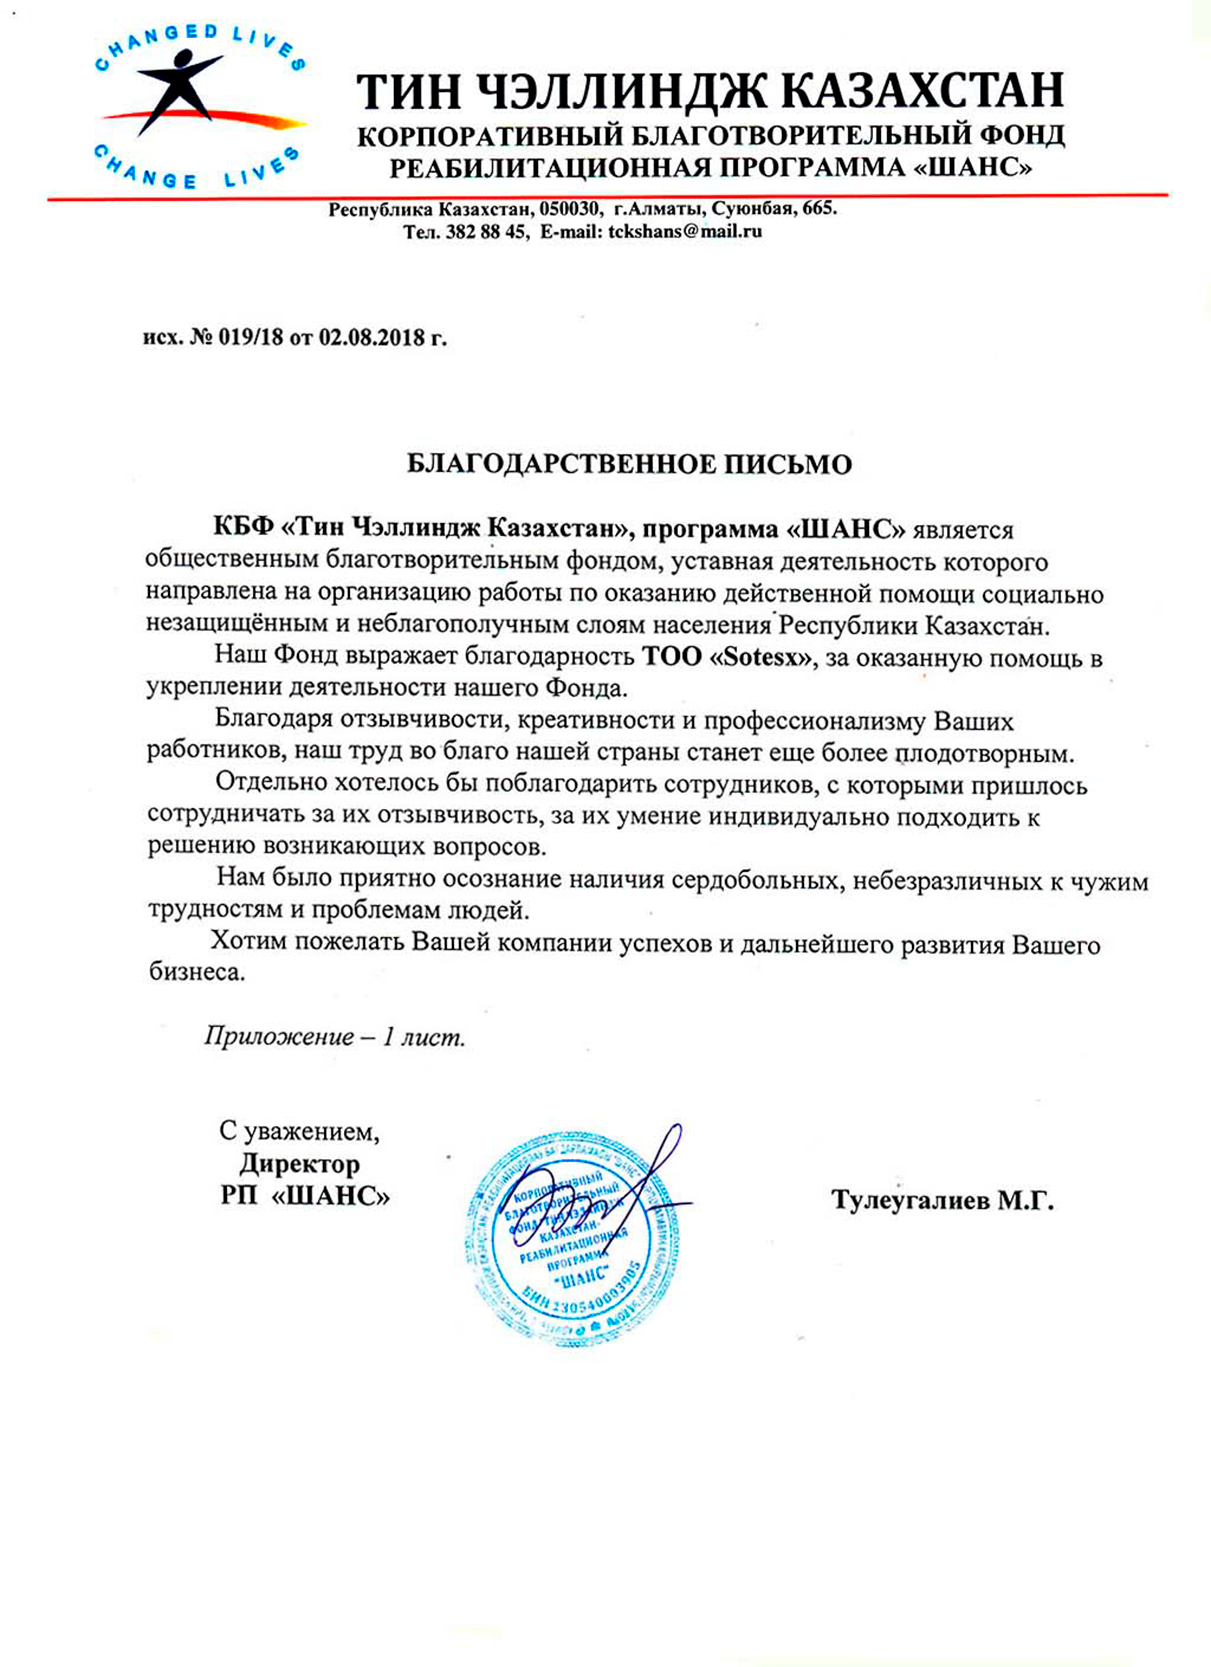 CHANGED LIVES
CHANGE LIVES
ТИН ЧЭЛЛИНДЖ КАЗАХСТАН
КОРПОРАТИВНЫЙ БЛАГОТВОРИТЕЛЬНЫЙ ФОНД
РЕАБИЛИТАЦИОННАЯ ПРОГРАММА «ШАНС»
Республика Казахстан, 050030, г.Алматы, Суюнбая, 665.
Тел. 382 88 45, E-mail: tckshans@mail.ru
исх. № 019/18 от 02.08.2018 г.
БЛАГОДАРСТВЕННОЕ ПИСЬМО
КБФ «Тин Чэллиндж Казахстан», программа «ШАНС» является
общественным благотворительным фондом, уставная деятельность которого
направлена на организацию работы по оказанию действенной помощи социально
незащищённым и неблагополучным слоям населения Республики Казахстан.
Наш Фонд выражает благодарность ТОО «Sotesx», за оказанную помощь в
укреплении деятельности нашего Фонда.
Благодаря отзывчивости, креативности и профессионализму Ваших
работников, наш труд во благо нашей страны станет еще более плодотворным.
Отдельно хотелось бы поблагодарить сотрудников, с которыми пришлось
сотрудничать за их отзывчивость, за их умение индивидуально подходить к
решению возникающих вопросов.
Нам было приятно осознание наличия сердобольных, небезразличных к чужим
трудностям и проблемам людей.
Хотим пожелать Вашей компании успехов и дальнейшего развития Вашего
бизнеса.
Приложение – 1 лист.
С уважением,
Директор
РП «ШАНС»
Тулеугалиев М.Г.
КОРПОРАТИВНЫЙ
БЛАГОТВОРИТЕЛЬНЫЙ
КАЗАХСТАН-
РЕАБИЛИТАЦИОННАЯ
ПРОГРАММА
"ШАНС"